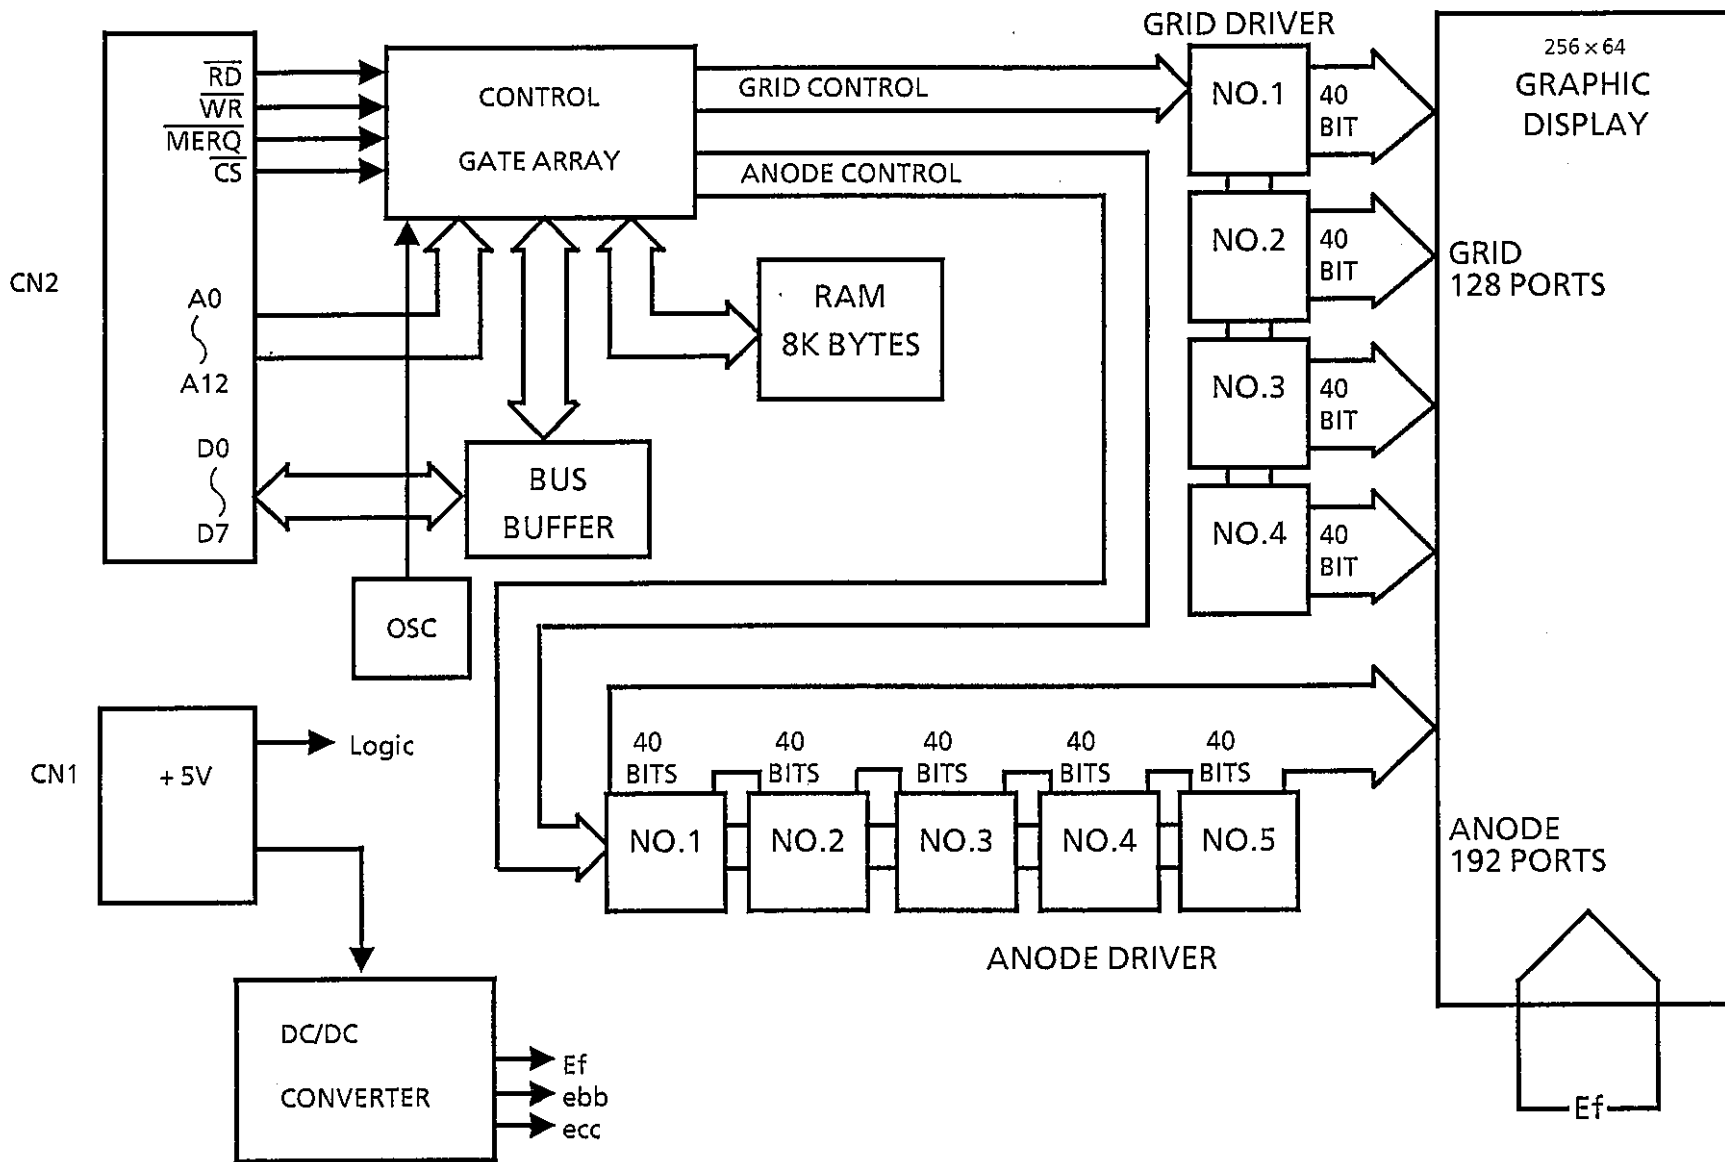 CN2
R̅D̅
W̅R̅
M̅E̅R̅Q̅
C̅S̅
A0
A12
D0
D7
CONTROL
GATE ARRAY
GRID CONTROL
ANODE CONTROL
RAM
8K BYTES
BUS
BUFFER
OSC
GRID DRIVER
NO.1
40
BIT
NO.2
40
BIT
NO.3
40
BIT
NO.4
40
BIT
256 × 64
GRAPHIC
DISPLAY
GRID
128 PORTS
ANODE
192 PORTS
Ef
CN1
+ 5V
Logic
40
BITS
40
BITS
40
BITS
40
BITS
40
BITS
NO.1
NO.2
NO.3
NO.4
NO.5
ANODE DRIVER
DC/DC
CONVERTER
Ef
ebb
ecc